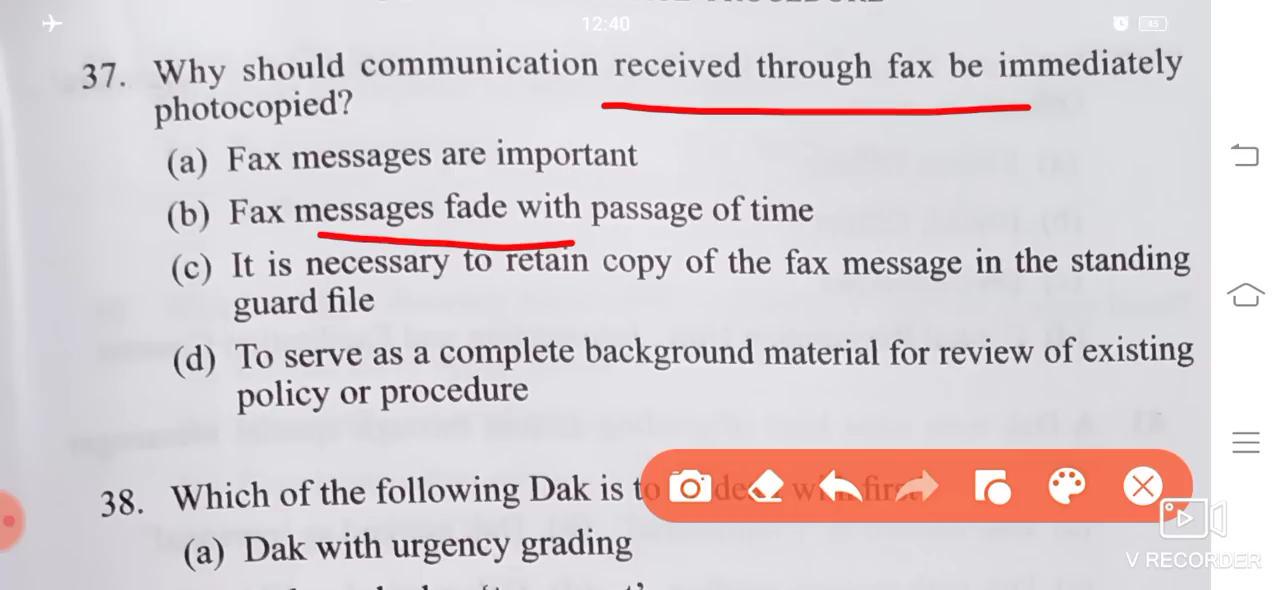 12:40
45
37. Why should communication received through fax be immediately
photocopied?
(a) Fax messages are important
(b) Fax messages fade with passage of time
(c) It is necessary to retain copy of the fax message in the standing
guard file
(d) To serve as a complete background material for review of existing
policy or procedure
38. Which of the following Dak is to first
(a) Dak with urgency grading
V RECORDER